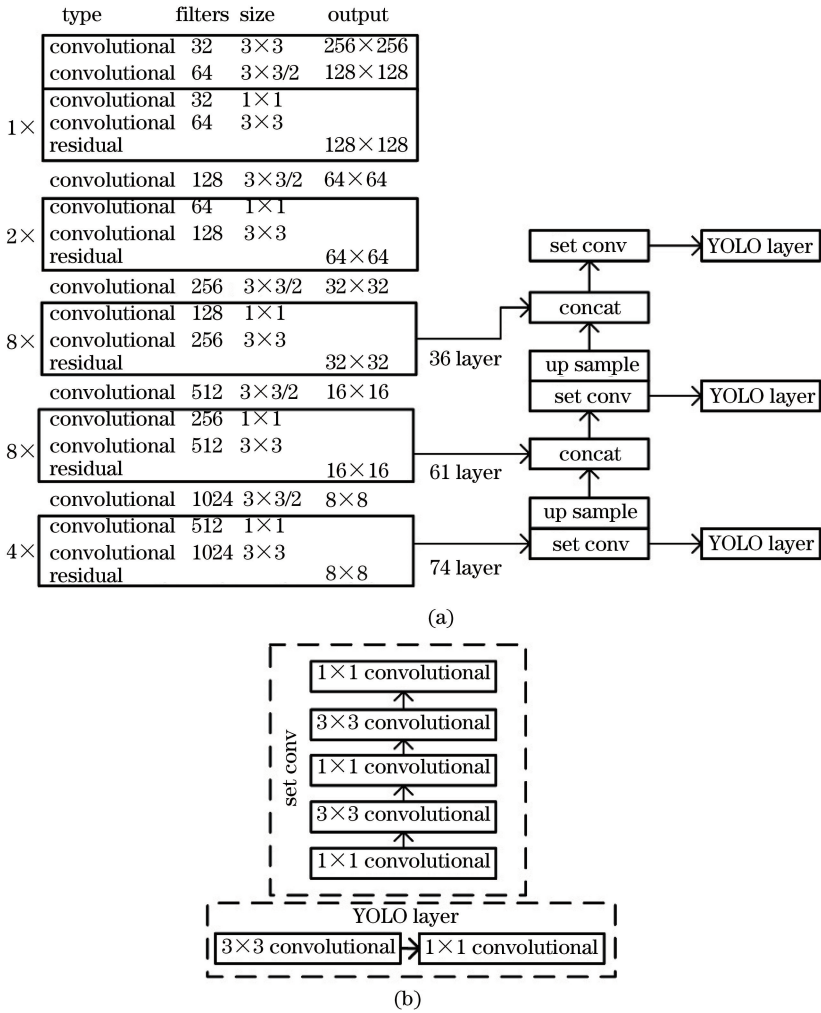 type filters size output
convolutional 32 3×3 256×256
convolutional 64 3×3/2 128×128
convolutional 32 1×1
1× convolutional 64 3×3
residual 128×128
convolutional 128 3×3/2 64×64
convolutional 64 1×1
2× convolutional 128 3×3
residual 64×64
convolutional 256 3×3/2 32×32
convolutional 128 1×1
8× convolutional 256 3×3
residual 32×32
convolutional 512 3×3/2 16×16
convolutional 256 1×1
8× convolutional 512 3×3
residual 16×16
convolutional 1024 3×3/2 8×8
convolutional 512 1×1
4× convolutional 1024 3×3
residual 8×8
36 layer
61 layer
74 layer
set conv YOLO layer
concat
up sample
set conv YOLO layer
concat
up sample
set conv YOLO layer
(a)
set conv
1×1 convolutional
3×3 convolutional
1×1 convolutional
3×3 convolutional
1×1 convolutional
YOLO layer
3×3 convolutional 1×1 convolutional
(b)